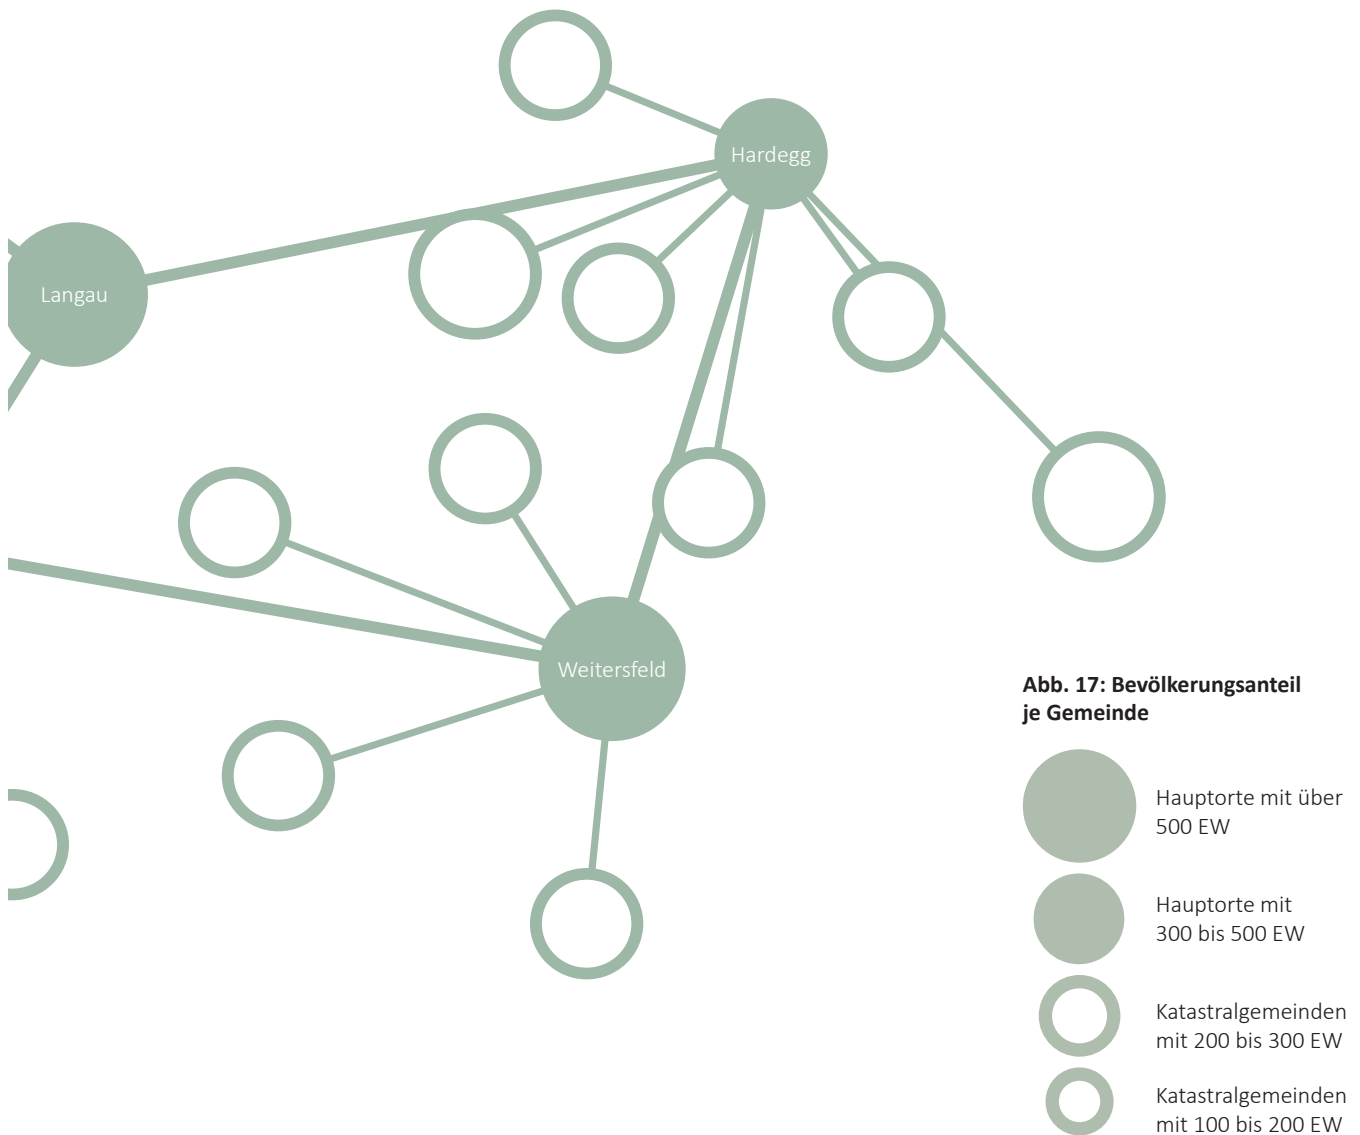 Hardegg
Langau
Weitersfeld
Abb. 17: Bevölkerungsanteil
je Gemeinde
Hauptorte mit über
500 EW
Hauptorte mit
300 bis 500 EW
Katastralgemeinden
mit 200 bis 300 EW
Katastralgemeinden
mit 100 bis 200 EW